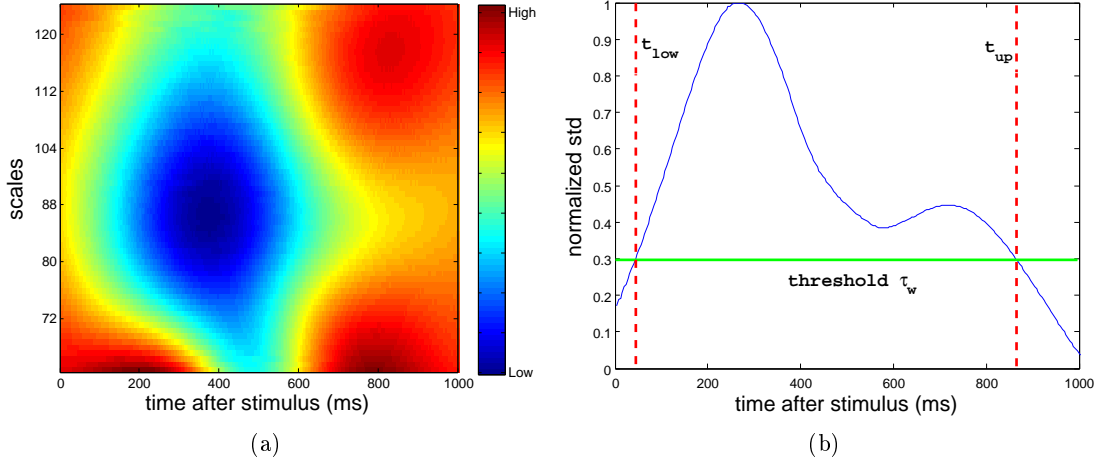 High
Low
120
112
104
88
80
72
scales
0
200
400
600
800
1000
time after stimulus (ms)
(a)
1
0.9
0.8
0.7
0.6
0.5
0.4
0.3
0.2
0.1
0
normalized std
t_low
t_up
threshold τ_w
0
200
400
600
800
1000
time after stimulus (ms)
(b)